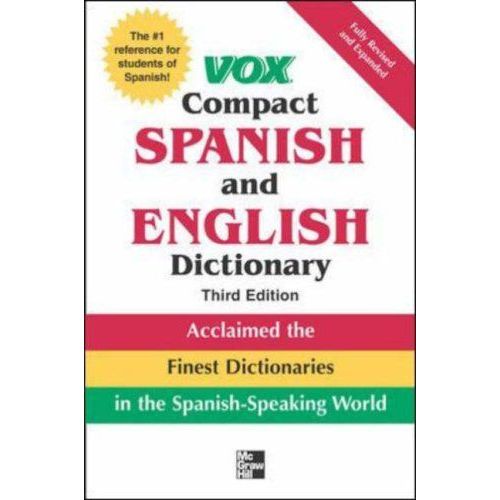 The #1
reference for
students of
Spanish!
Fully Revised
and Expanded
VOX
Compact
SPANISH
and
ENGLISH
Dictionary
Third Edition
Acclaimed the
Finest Dictionaries
in the Spanish-Speaking World
Mc
Graw
Hill